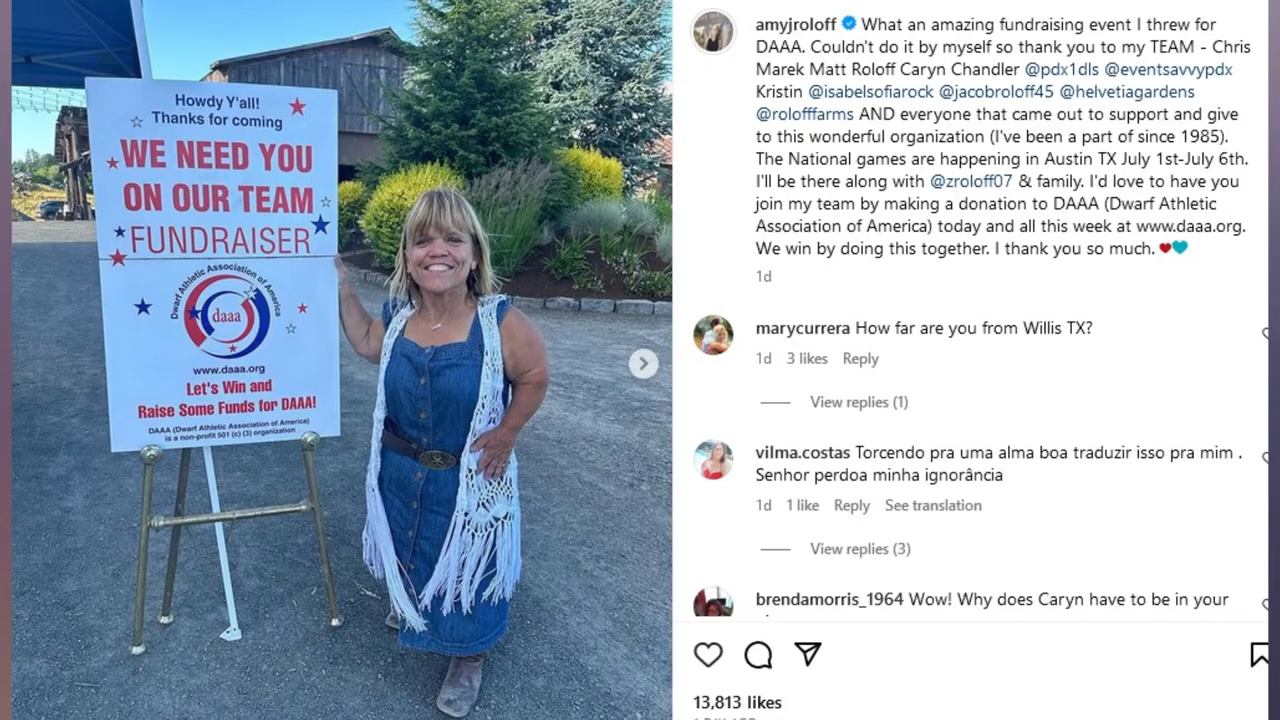 Howdy Y'all!
Thanks for coming
WE NEED YOU
ON OUR TEAM
FUNDRAISER
Dwarf Athletic Association of America
daaa
www.daaa.org
Let's Win and
Raise Some Funds for DAAA!
DAAA (Dwarf Athletic Association of America)
is a non-profit 501 (c) (3) organization
amyjroloff What an amazing fundraising event I threw for
DAAA. Couldn't do it by myself so thank you to my TEAM - Chris
Marek Matt Roloff Caryn Chandler @pdx1dls @eventsavvypdx
Kristin @isabelsofiarock @jacobroloff45 @helvetiagardens
@rolofffarms AND everyone that came out to support and give
to this wonderful organization (I've been a part of since 1985).
The National games are happening in Austin TX July 1st-July 6th.
I'll be there along with @zroloff07 & family. I'd love to have you
join my team by making a donation to DAAA (Dwarf Athletic
Association of America) today and all this week at www.daaa.org.
We win by doing this together. I thank you so much.
1d
marycurrera How far are you from Willis TX?
1d 3 likes Reply
View replies (1)
vilma.costas Torcendo pra uma alma boa traduzir isso pra mim .
Senhor perdoa minha ignorância
1d 1 like Reply See translation
View replies (3)
brendamorris_1964 Wow! Why does Caryn have to be in your
13,813 likes